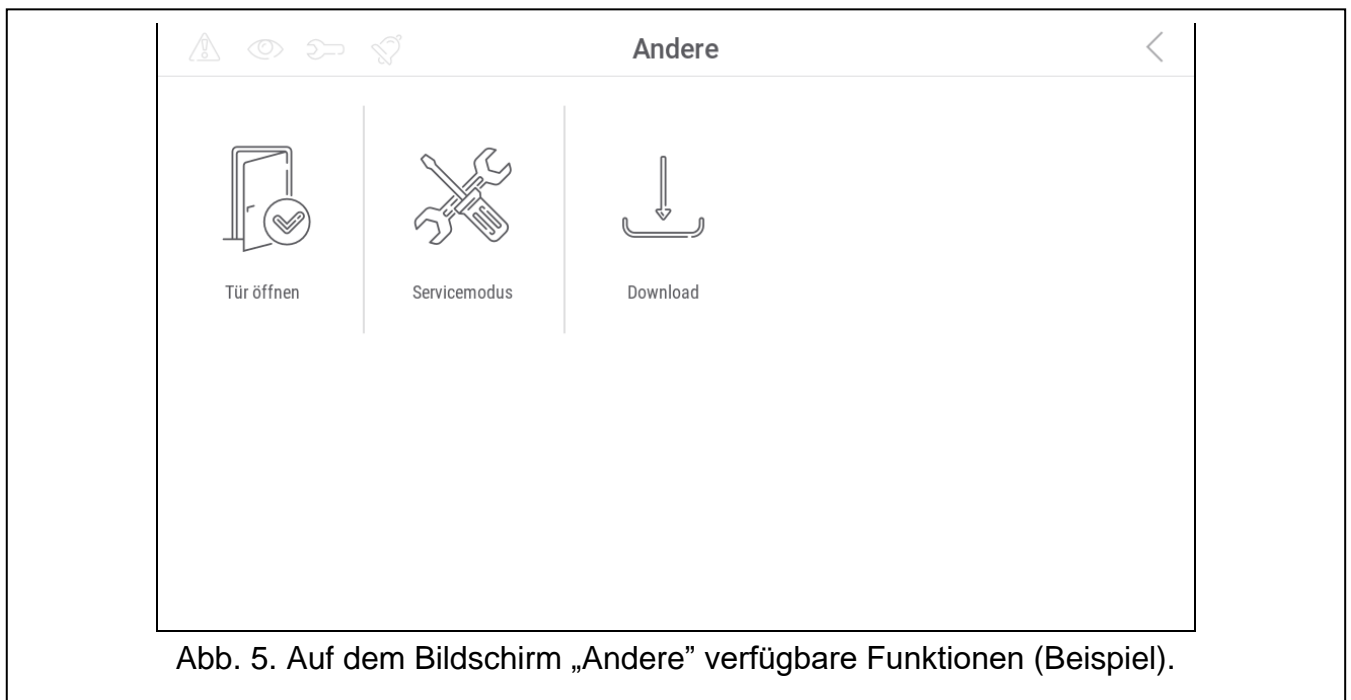 Andere
Tür öffnen
Servicemodus
Download
Abb. 5. Auf dem Bildschirm „Andere” verfügbare Funktionen (Beispiel).